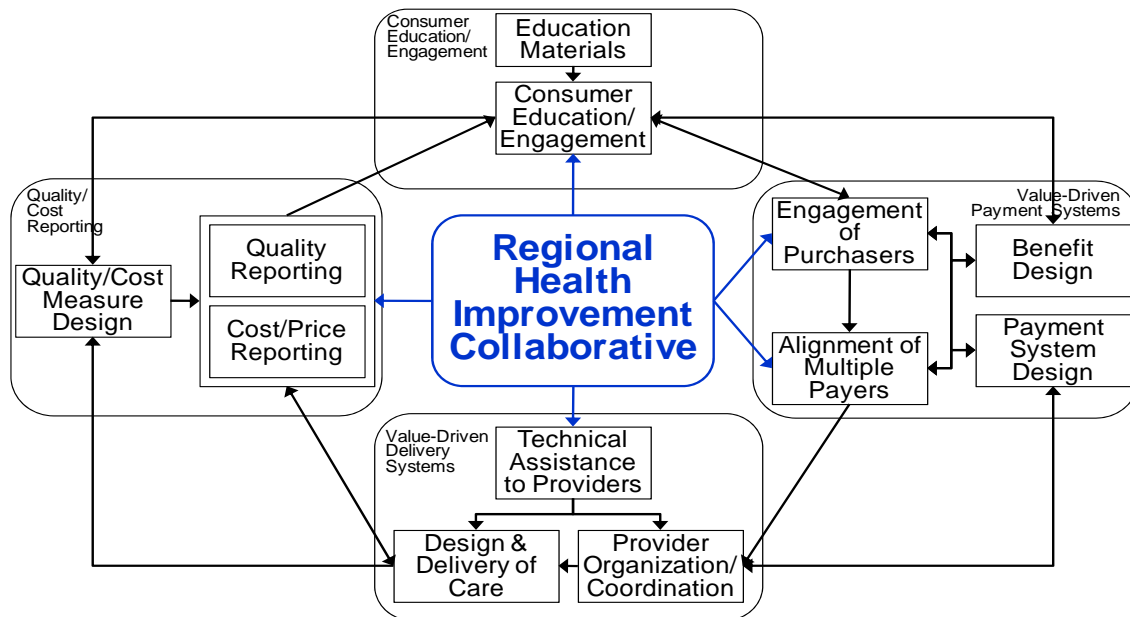 Consumer
Education/
Engagement
Education
Materials
Consumer
Education/
Engagement
Quality/
Cost
Reporting
Quality
Reporting
Quality/Cost
Measure
Design
Cost/Price
Reporting
Regional
Health
Improvement
Collaborative
Value-Driven
Payment Systems
Engagement
of
Purchasers
Benefit
Design
Alignment of
Multiple
Payers
Payment
System
Design
Value-Driven
Delivery
Systems
Technical
Assistance
to Providers
Design &
Delivery of
Care
Provider
Organization/
Coordination